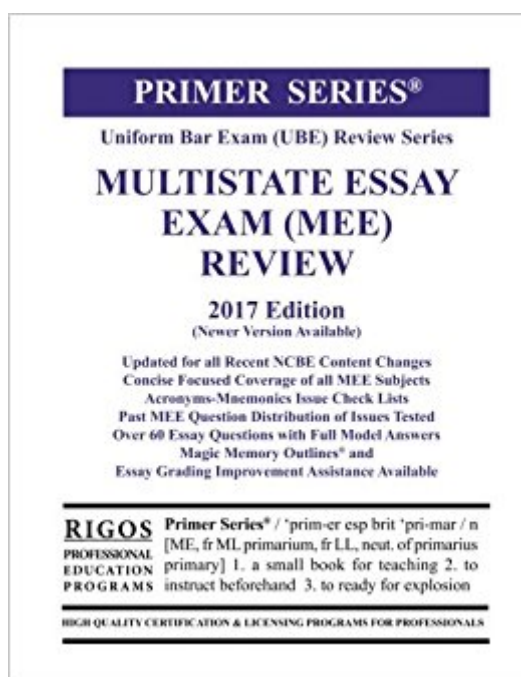 PRIMER SERIES®
Uniform Bar Exam (UBE) Review Series
MULTISTATE ESSAY
EXAM (MEE)
REVIEW
2017 Edition
(Newer Version Available)
Updated for all Recent NCBE Content Changes
Concise Focused Coverage of all MEE Subjects
Acronyms-Mnemonics Issue Check Lists
Past MEE Question Distribution of Issues Tested
Over 60 Essay Questions with Full Model Answers
Magic Memory Outlines® and
Essay Grading Improvement Assistance Available
RIGOS
PROFESSIONAL
EDUCATION
PROGRAMS
Primer Series® / 'prim-er esp brit 'pri-mar / n
[ME, fr ML primarium, fr LL, neut. of primarius
primary] 1. a small book for teaching 2. to
instruct beforehand 3. to ready for explosion
HIGH QUALITY CERTIFICATION & LICENSING PROGRAMS FOR PROFESSIONALS